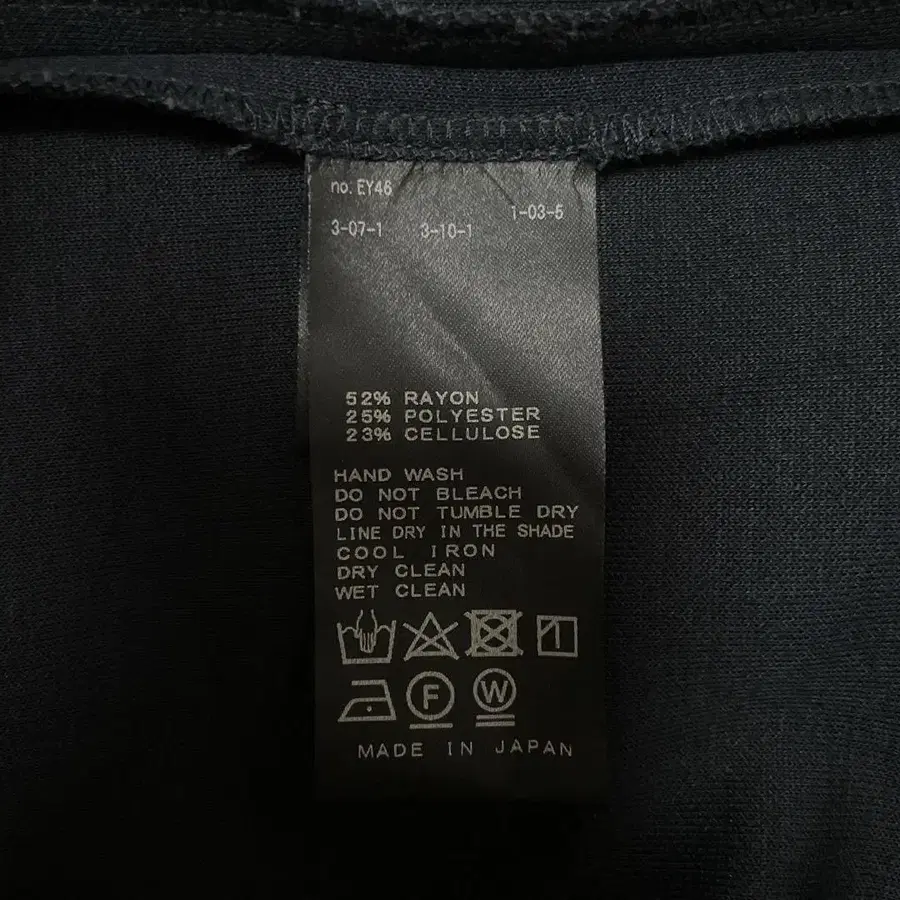 no. EY46
1-03-5
3-07-1 3-10-1
52% RAYON
25% POLYESTER
23% CELLULOSE
HAND WASH
DO NOT BLEACH
DO NOT TUMBLE DRY
LINE DRY IN THE SHADE
COOL IRON
DRY CLEAN
WET CLEAN
F W
MADE IN JAPAN